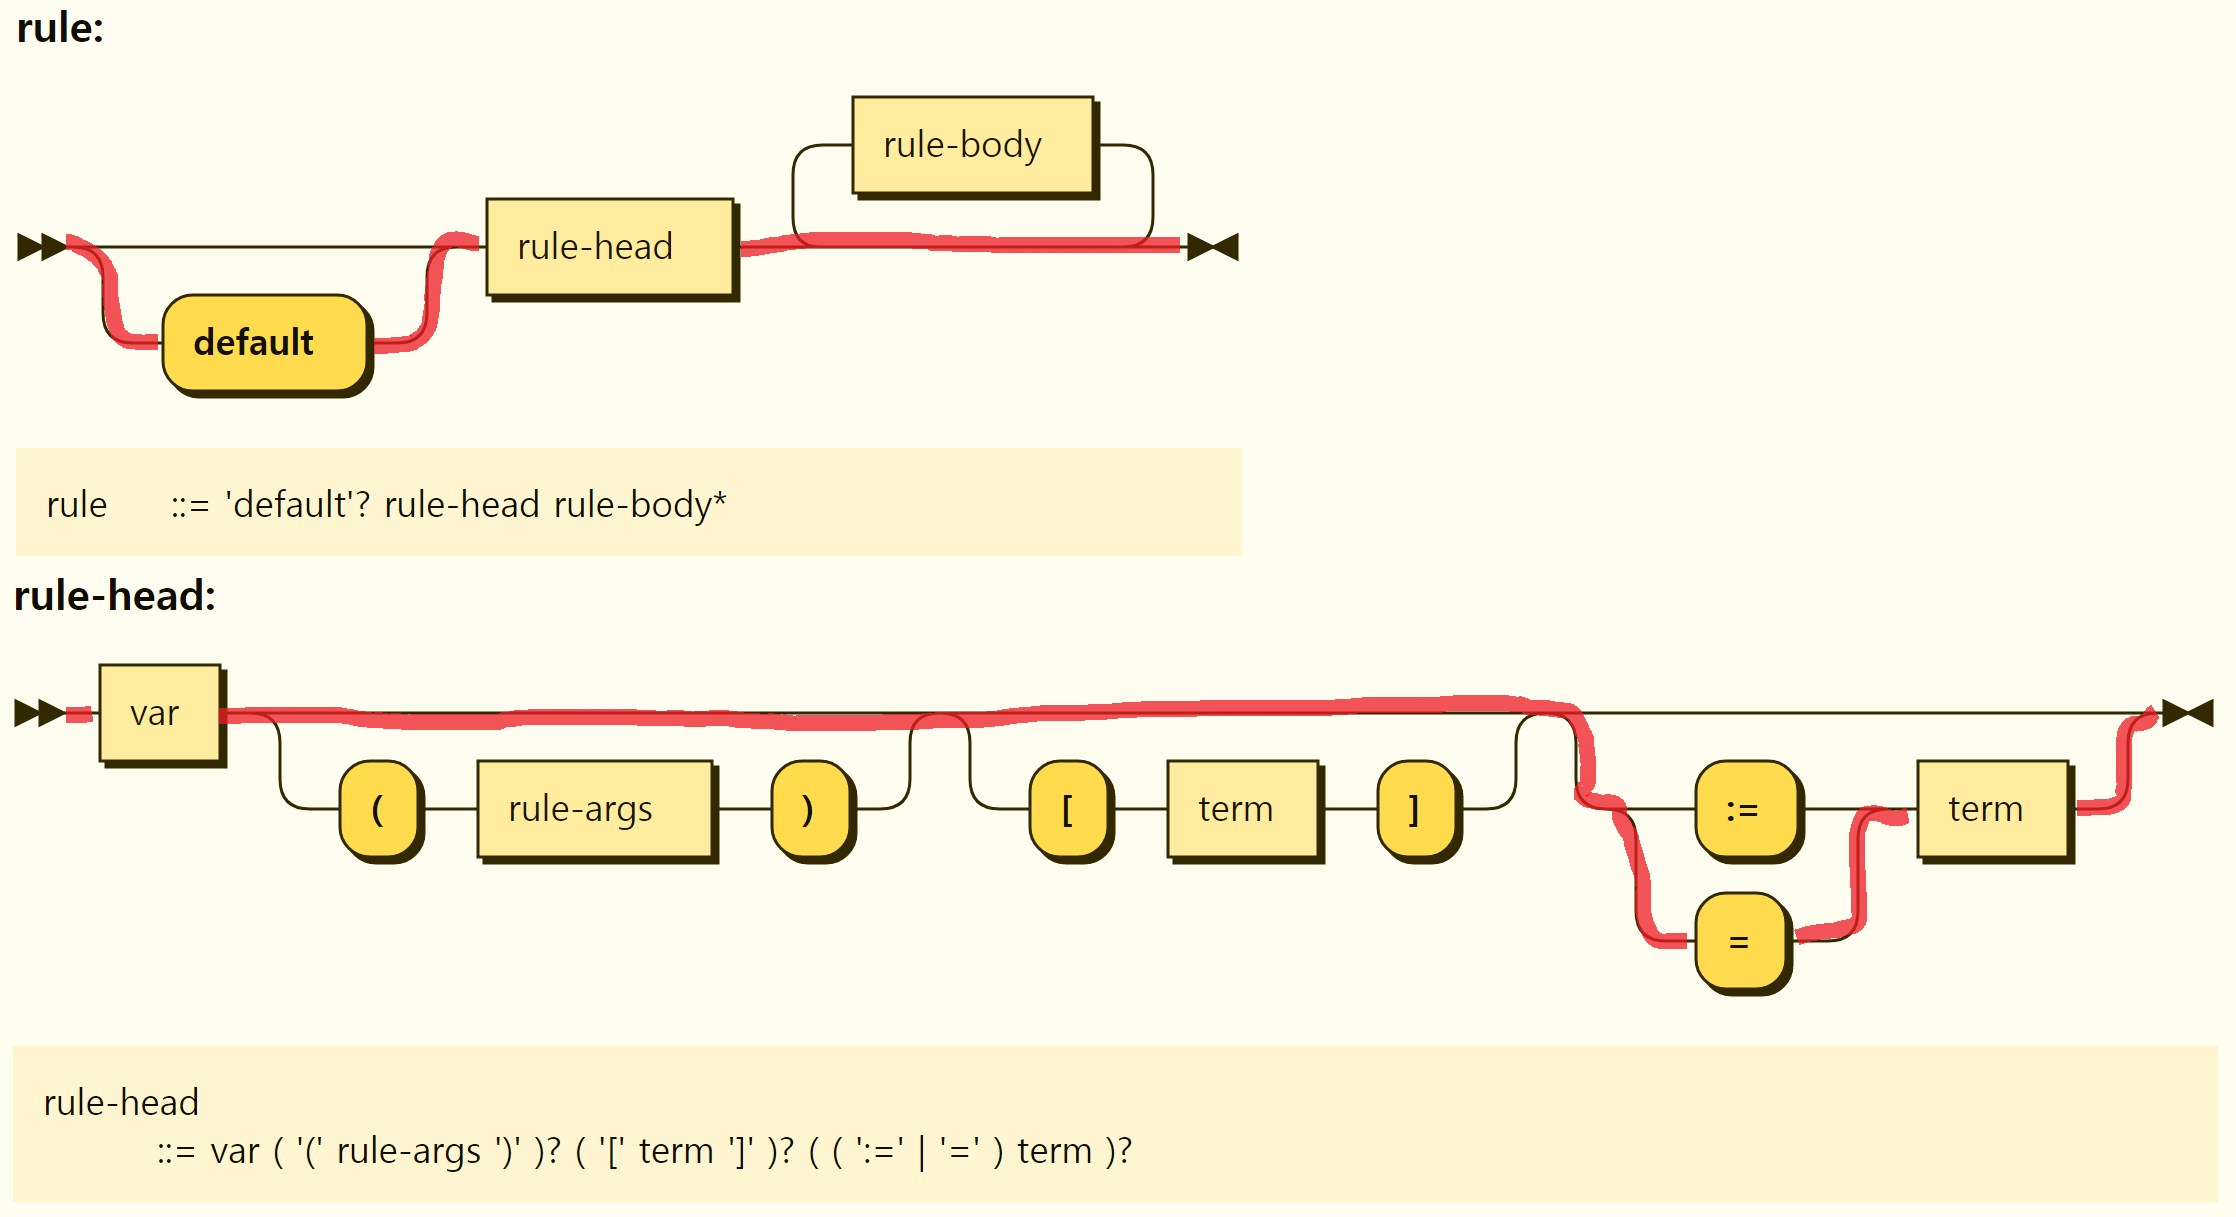 rule:
rule-body
rule-head
default
rule ::= 'default'? rule-head rule-body*
rule-head:
var
( rule-args ) [ term ] := term
=
rule-head
::= var ( '(' rule-args ')' )? ( '[' term ']' )? ( ( ':=' | '=' ) term )?